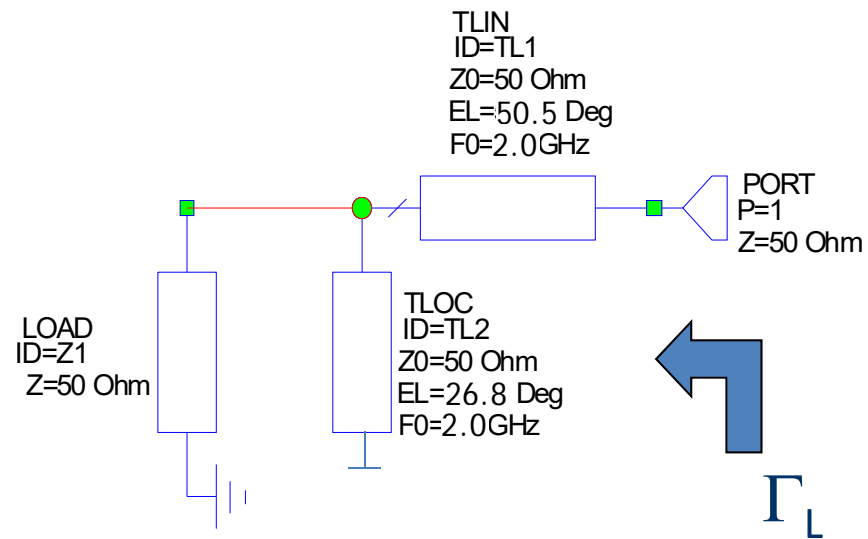 TLIN
ID=TL1
Z0=50 Ohm
EL=50.5 Deg
F0=2.0GHz
PORT
P=1
Z=50 Ohm
LOAD
ID=Z1
Z=50 Ohm
TLOC
ID=TL2
Z0=50 Ohm
EL=26.8 Deg
F0=2.0GHz
ΓL